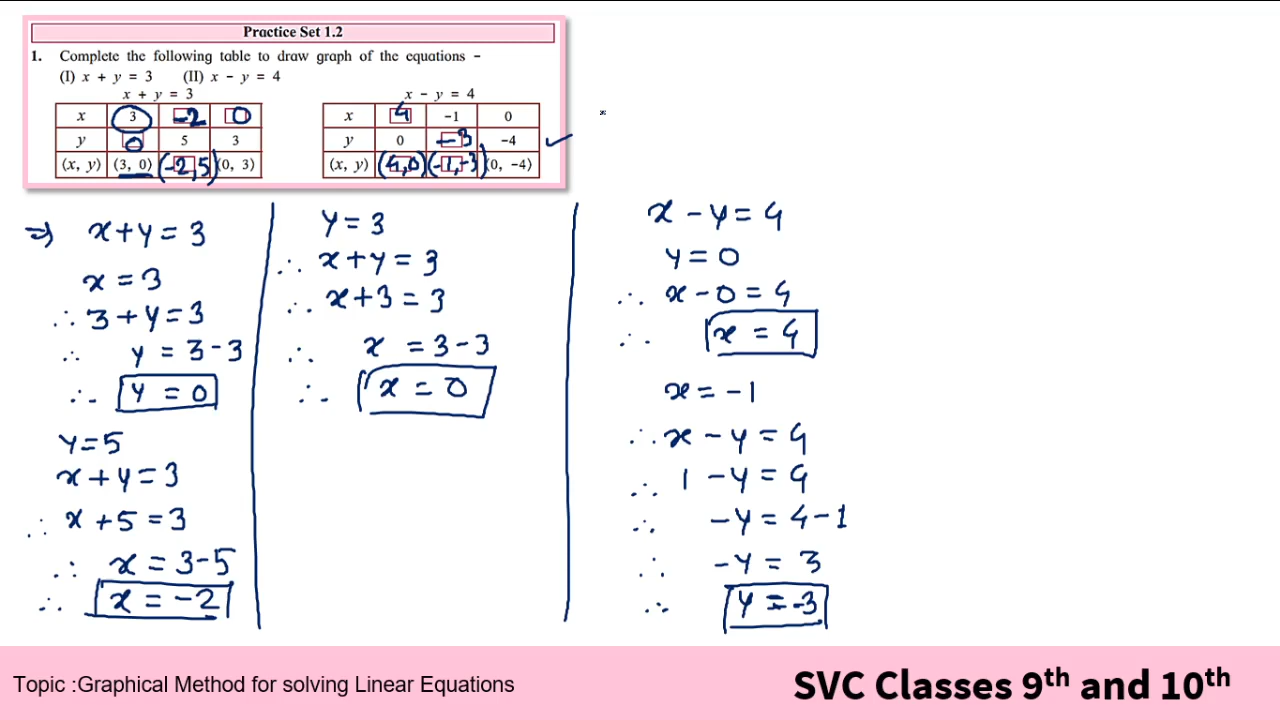 Practice Set 1.2
1. Complete the following table to draw graph of the equations -
(I) x + y = 3 (II) x - y = 4
x + y = 3
x 3 -2 0
y 0 5 3
(x, y) (3, 0) (-2,5) (0, 3)
x - y = 4
x 4 -1 0
y 0 -3 -4
(x, y) (4,0) (-1,-3) (0, -4)
⇒ x+y = 3
x = 3
∴ 3+y=3
∴ y = 3-3
∴ y = 0
y=5
x+y=3
∴ x+5=3
∴ x = 3-5
∴ x = -2
y = 3
∴ x+y = 3
∴ x+3 = 3
∴ x = 3-3
∴ x = 0
x - y = 4
y = 0
∴ x-0 = 4
∴ x = 4
x = -1
∴ x - y = 4
∴ 1 - y = 4
∴ -y = 4-1
∴ -y = 3
∴ y = -3
Topic :Graphical Method for solving Linear Equations
SVC Classes 9th and 10th